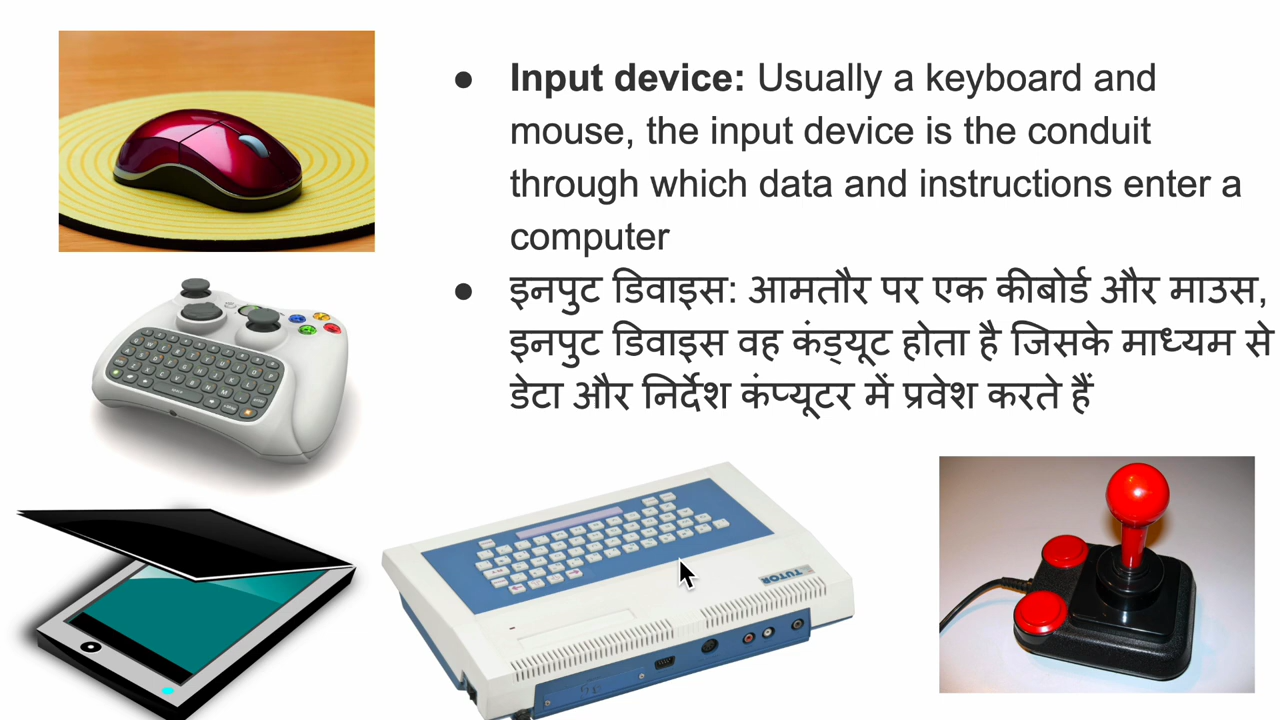 ● Input device: Usually a keyboard and
mouse, the input device is the conduit
through which data and instructions enter a
computer
● इनपुट डिवाइस: आमतौर पर एक कीबोर्ड और माउस,
इनपुट डिवाइस वह कंड्यूट होता है जिसके माध्यम से
डेटा और निर्देश कंप्यूटर में प्रवेश करते हैं
TUTOR